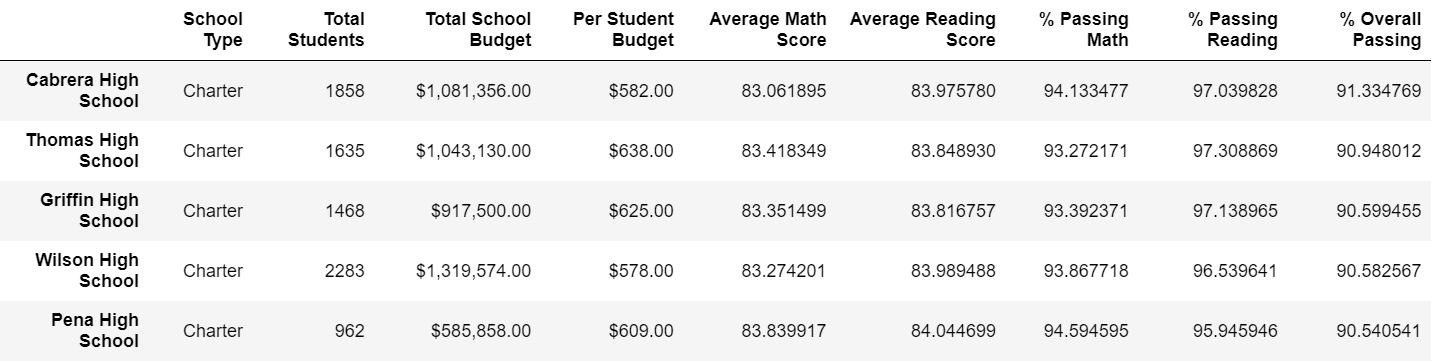 School Total Total School Per Student Average Math Average Reading % Passing % Passing % Overall
Type Students Budget Budget Score Score Math Reading Passing
Cabrera High
School Charter 1858 $1,081,356.00 $582.00 83.061895 83.975780 94.133477 97.039828 91.334769
Thomas High
School Charter 1635 $1,043,130.00 $638.00 83.418349 83.848930 93.272171 97.308869 90.948012
Griffin High
School Charter 1468 $917,500.00 $625.00 83.351499 83.816757 93.392371 97.138965 90.599455
Wilson High
School Charter 2283 $1,319,574.00 $578.00 83.274201 83.989488 93.867718 96.539641 90.582567
Pena High
School Charter 962 $585,858.00 $609.00 83.839917 84.044699 94.594595 95.945946 90.540541